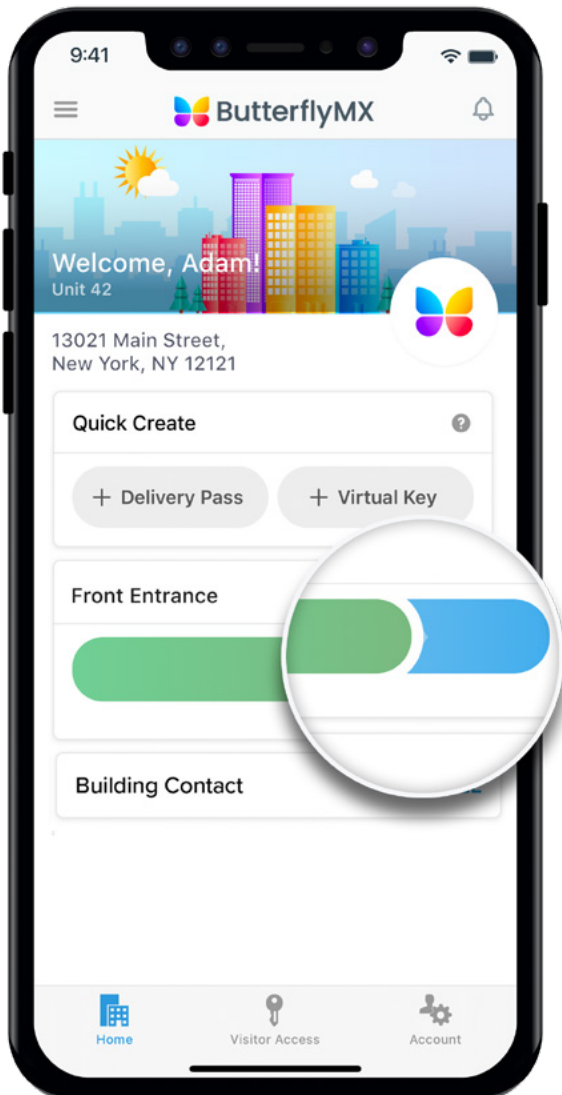 9:41
ButterflyMX
Welcome, Adam!
Unit 42
13021 Main Street,
New York, NY 12121
Quick Create
?
+ Delivery Pass
+ Virtual Key
Front Entrance
Building Contact
Home
Visitor Access
Account